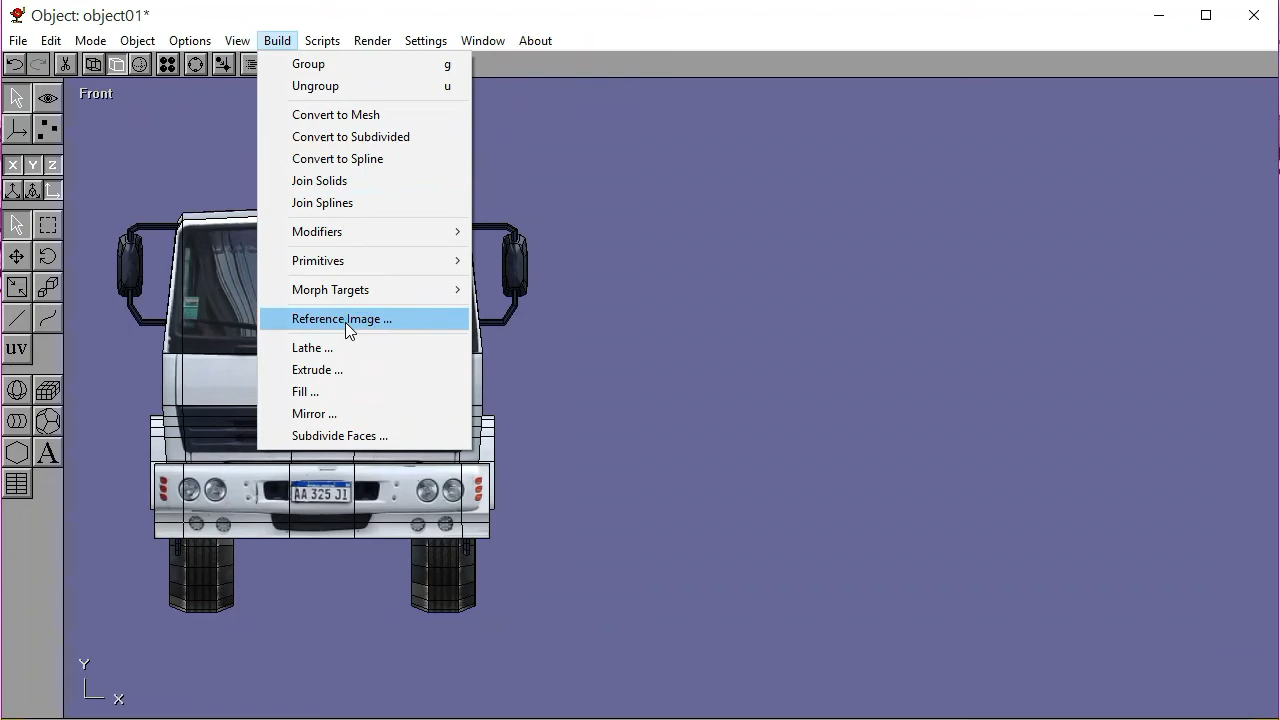 Object: object01*
File Edit Mode Object Options View Build Scripts Render Settings Window About
Front
Group g
Ungroup u
Convert to Mesh
Convert to Subdivided
Convert to Spline
Join Solids
Join Splines
Modifiers
Primitives
Morph Targets
Reference Image ...
Lathe ...
Extrude ...
Fill ...
Mirror ...
Subdivide Faces ...
X Y Z
uv
A
AA 325 JI
Y
X